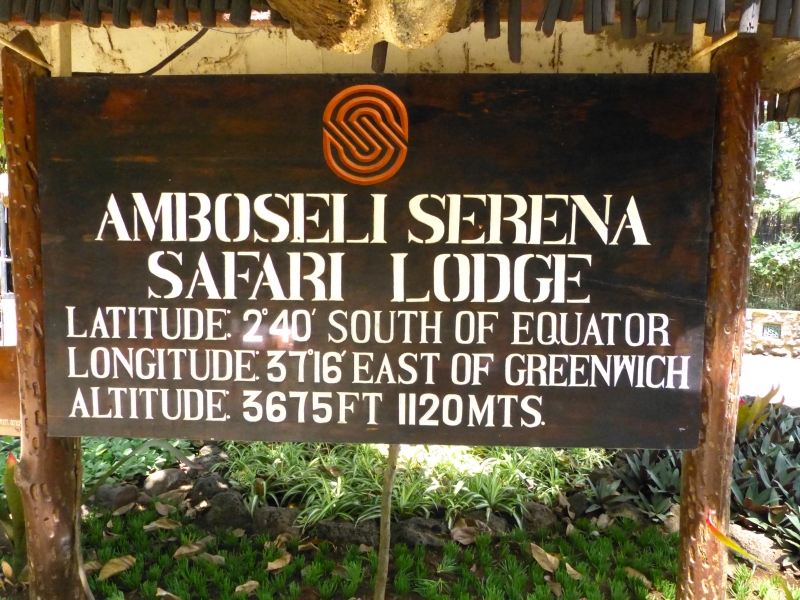 AMBOSELI SERENA
SAFARI LODGE
LATITUDE: 2°40' SOUTH OF EQUATOR
LONGITUDE: 37°16' EAST OF GREENWICH
ALTITUDE: 3675FT 1120MTS.